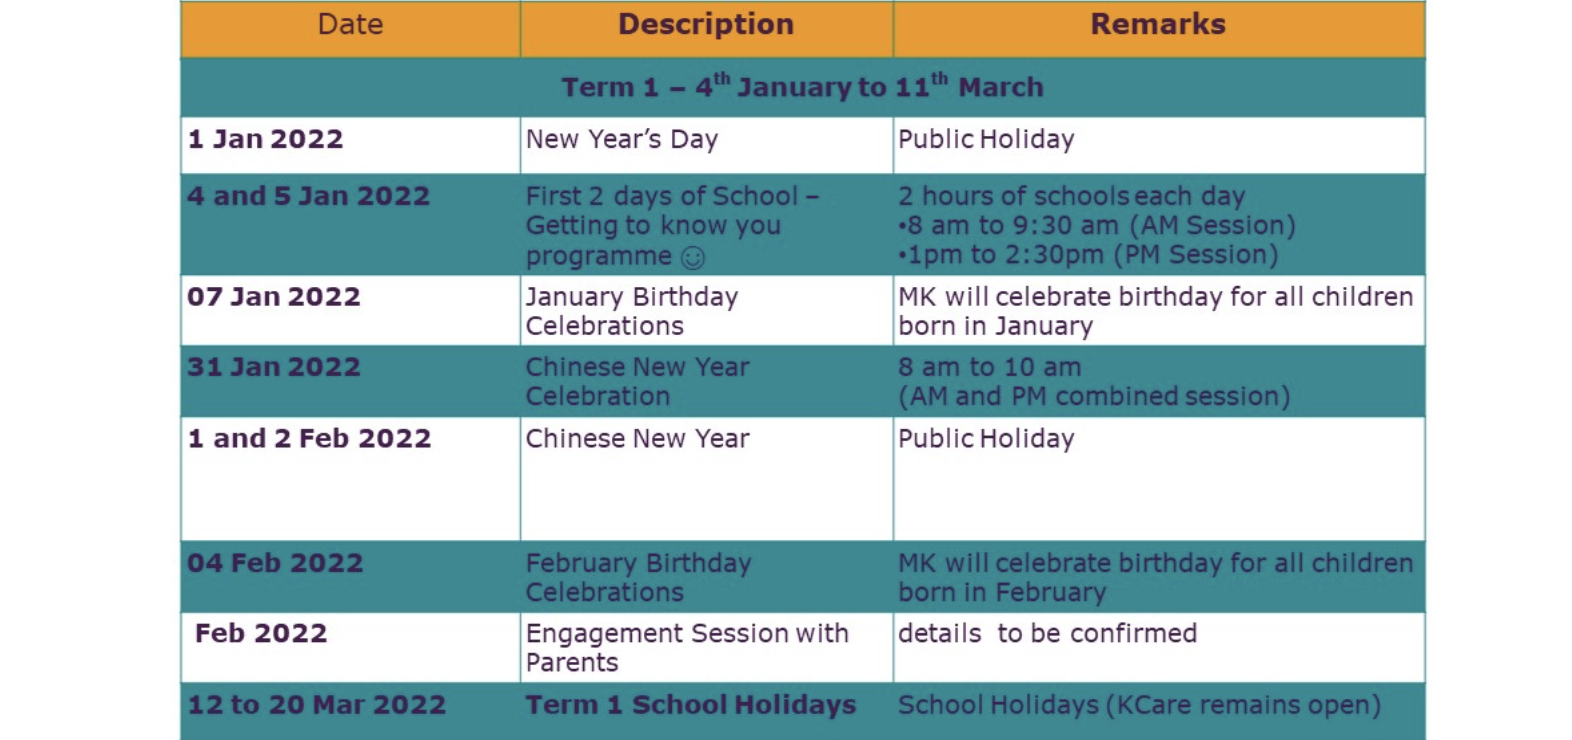 Date Description Remarks
Term 1 – 4th January to 11th March
1 Jan 2022 New Year’s Day Public Holiday
4 and 5 Jan 2022 First 2 days of School – 2 hours of schools each day
Getting to know you •8 am to 9:30 am (AM Session)
programme ☺ •1pm to 2:30pm (PM Session)
07 Jan 2022 January Birthday MK will celebrate birthday for all children
Celebrations born in January
31 Jan 2022 Chinese New Year 8 am to 10 am
Celebration (AM and PM combined session)
1 and 2 Feb 2022 Chinese New Year Public Holiday
04 Feb 2022 February Birthday MK will celebrate birthday for all children
Celebrations born in February
Feb 2022 Engagement Session with details to be confirmed
Parents
12 to 20 Mar 2022 Term 1 School Holidays School Holidays (KCare remains open)